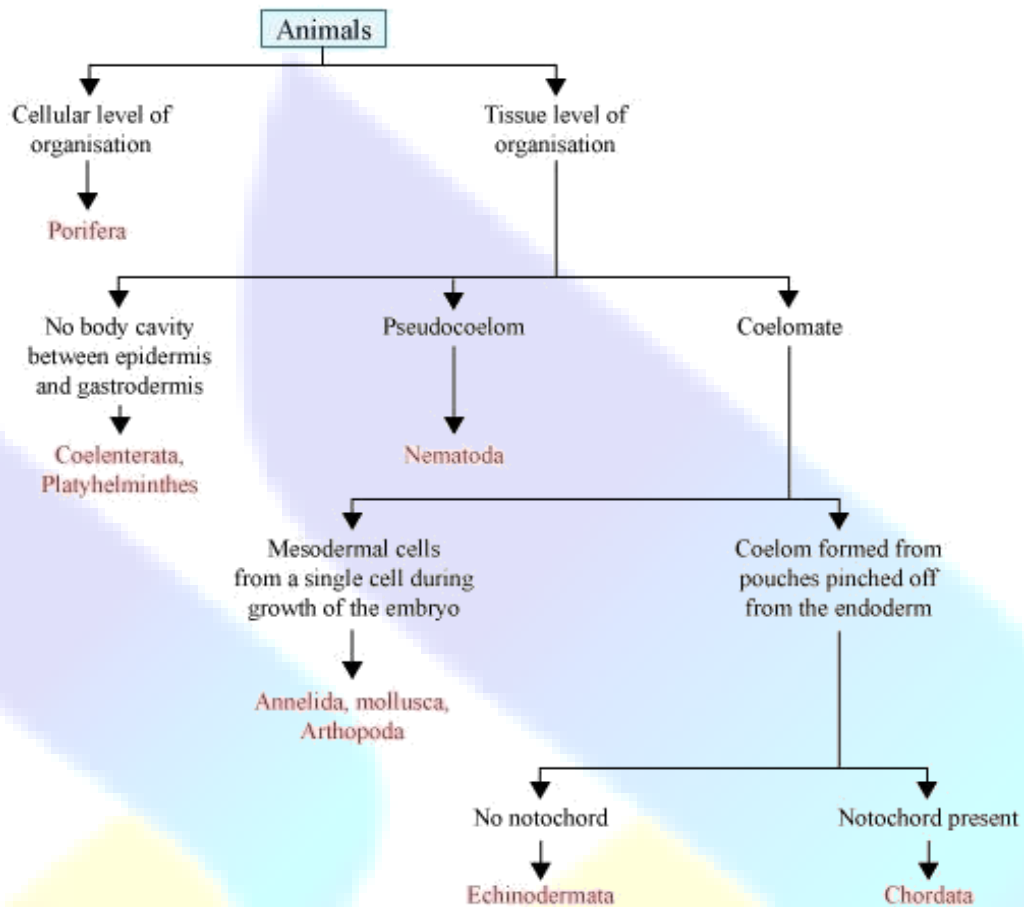 Animals
Cellular level of
organisation
Tissue level of
organisation
Porifera
No body cavity
between epidermis
and gastrodermis
Pseudocoelom
Coelomate
Coelenterata,
Platyhelminthes
Nematoda
Mesodermal cells
from a single cell during
growth of the embryo
Coelom formed from
pouches pinched off
from the endoderm
Annelida, mollusca,
Arthopoda
No notochord
Notochord present
Echinodermata
Chordata